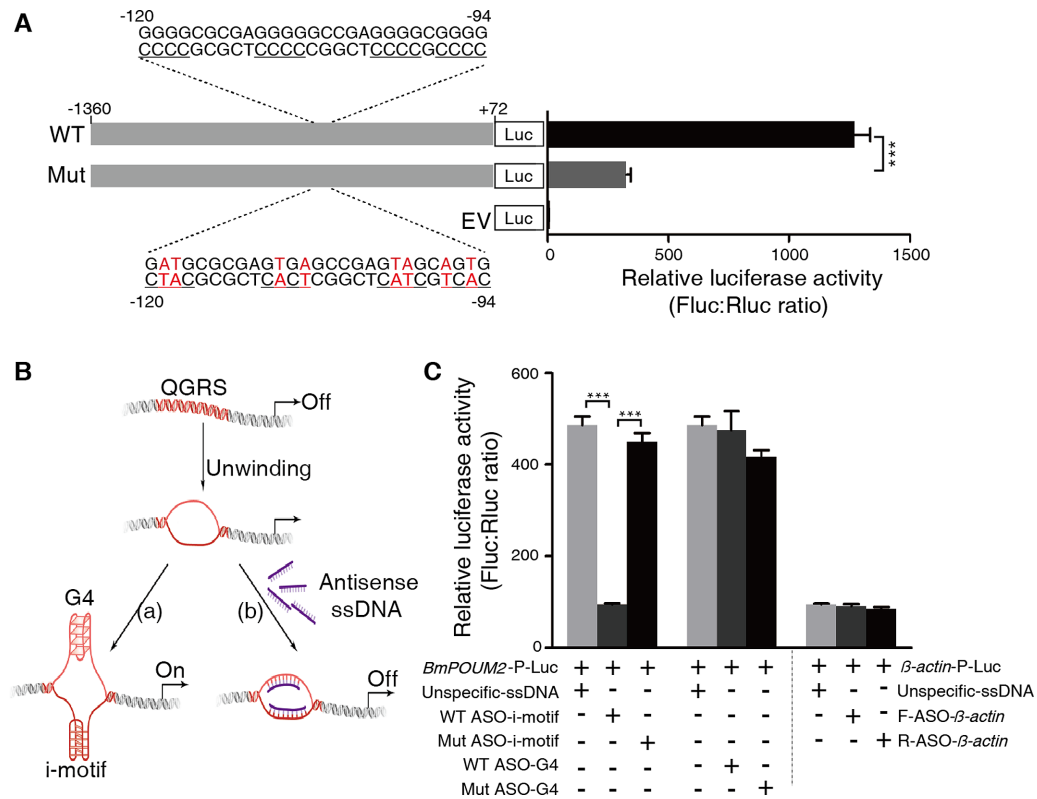 A
-120 -94
GGGGCGCGAGGGGGCCGAGGGGCGGGG
CCCCGCGCTCCCCCGGCTCCCCGCCCC
-1360 +72
WT Luc
***
Mut Luc
EV Luc
0 500 1000 1500
Relative luciferase activity
(Fluc:Rluc ratio)
GATGCGCGAGTGAGCCGAGTAGCAGTG
CTACGCGCTCACTCGGCTCATCGTCAC
-120 -94
B
QGRS
Off
Unwinding
G4
(a) (b)
Antisense
ssDNA
On
Off
i-motif
C
Relative luciferase activity
(Fluc:Rluc ratio)
600
400
200
0
*** ***
BmPOUM2-P-Luc + + + + + + + + + ß-actin-P-Luc
Unspecific-ssDNA + - - + - - + - - Unspecific-ssDNA
WT ASO-i-motif - + - - - - - + - F-ASO-ß-actin
Mut ASO-i-motif - - + - - - - - + R-ASO-ß-actin
WT ASO-G4 - - - - + -
Mut ASO-G4 - - - - - +